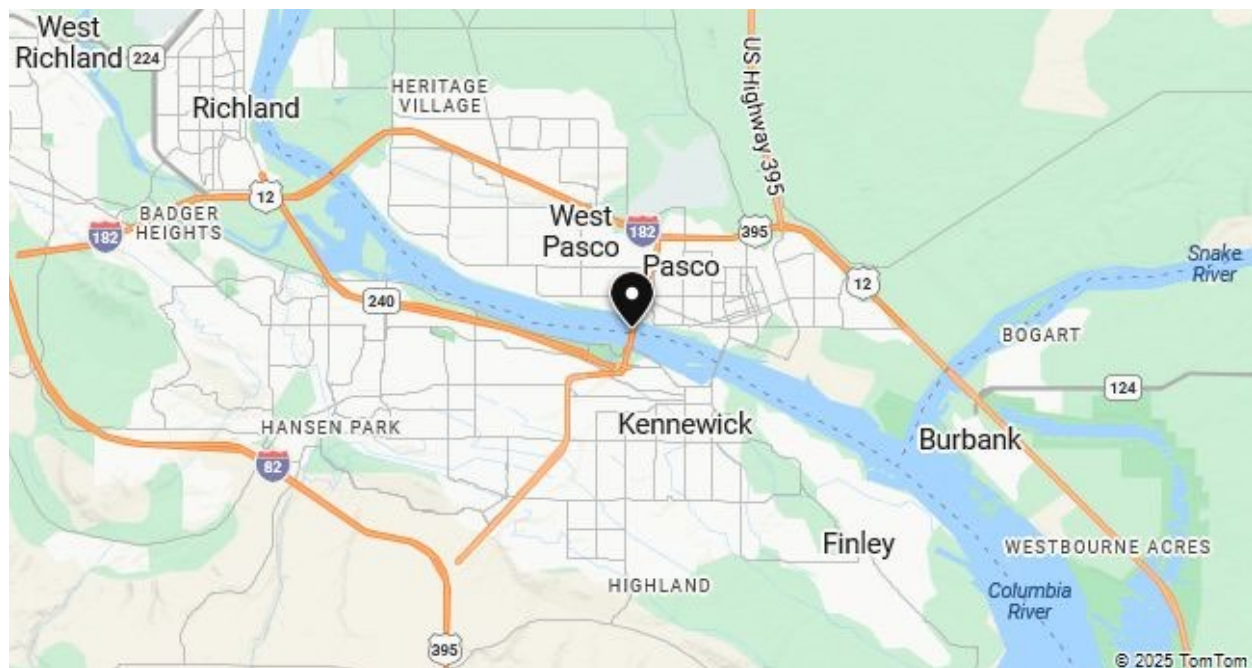 West
Richland
224
Richland
HERITAGE
VILLAGE
US Highway 395
12
BADGER
HEIGHTS
182
West
Pasco
182
395
Pasco
Snake
River
12
240
BOGART
124
HANSEN PARK
Kennewick
Burbank
82
Finley
WESTBOURNE ACRES
HIGHLAND
Columbia
River
395
© 2025 TomTom